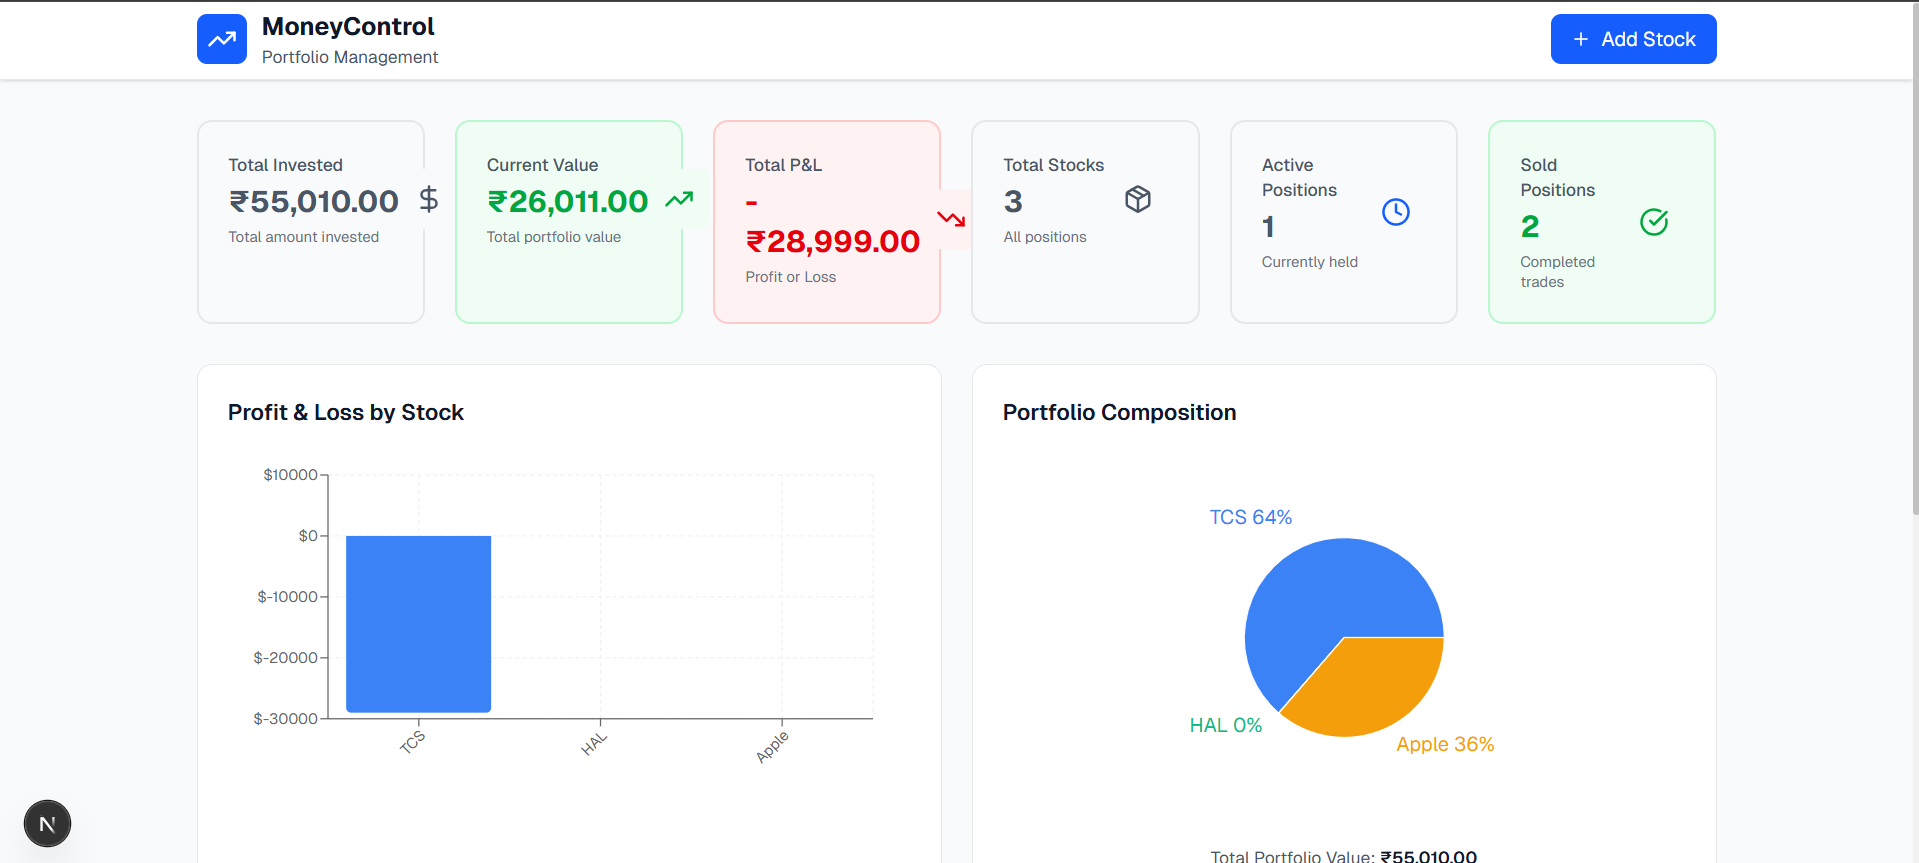 MoneyControl
Portfolio Management
+ Add Stock
Total Invested
₹55,010.00
$
Total amount invested
Current Value
₹26,011.00
Total portfolio value
Total P&L
-
₹28,999.00
Profit or Loss
Total Stocks
3
All positions
Active
Positions
1
Currently held
Sold
Positions
2
Completed
trades
Profit & Loss by Stock
$10000
$0
$-10000
$-20000
$-30000
TCS
HAL
Apple
Portfolio Composition
TCS 64%
HAL 0%
Apple 36%
Total Portfolio Value: ₹55,010.00
N